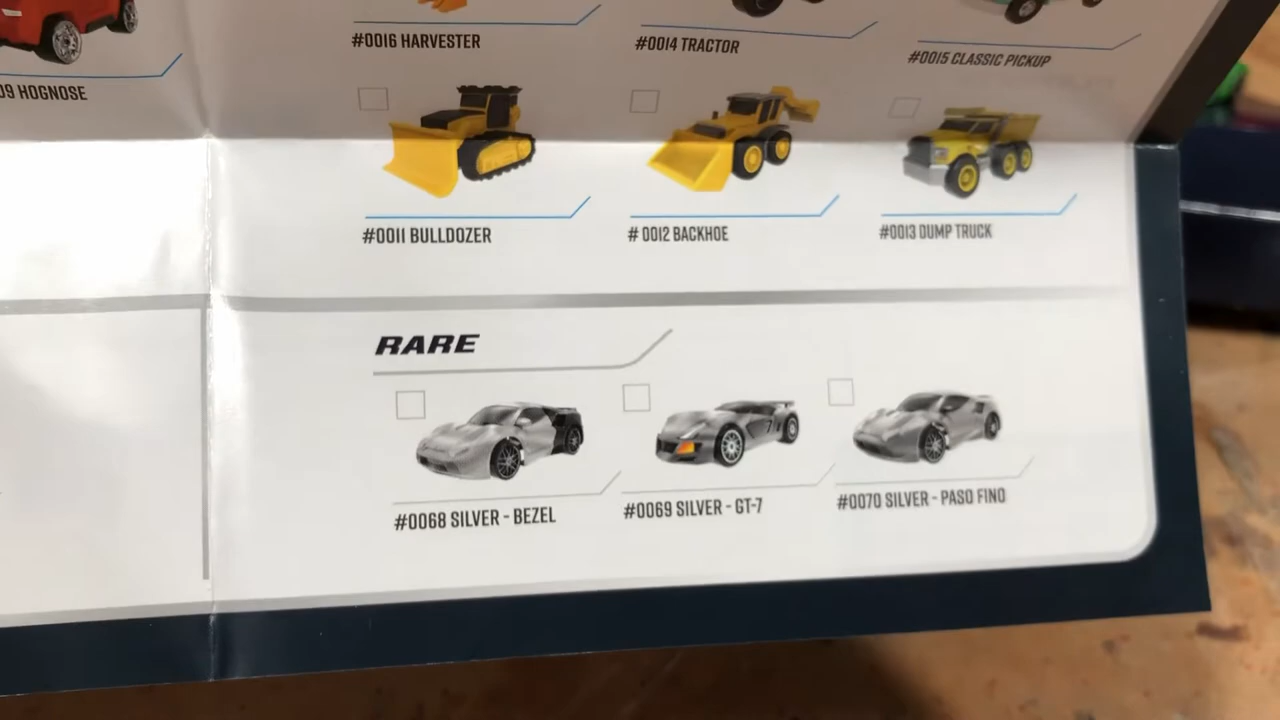 #0016 HARVESTER
#0014 TRACTOR
#0015 CLASSIC PICKUP
09 HOGNOSE
#0011 BULLDOZER
# 0012 BACKHOE
#0013 DUMP TRUCK
RARE
7
#0068 SILVER - BEZEL
#0069 SILVER - GT-7
#0070 SILVER - PASO FINO